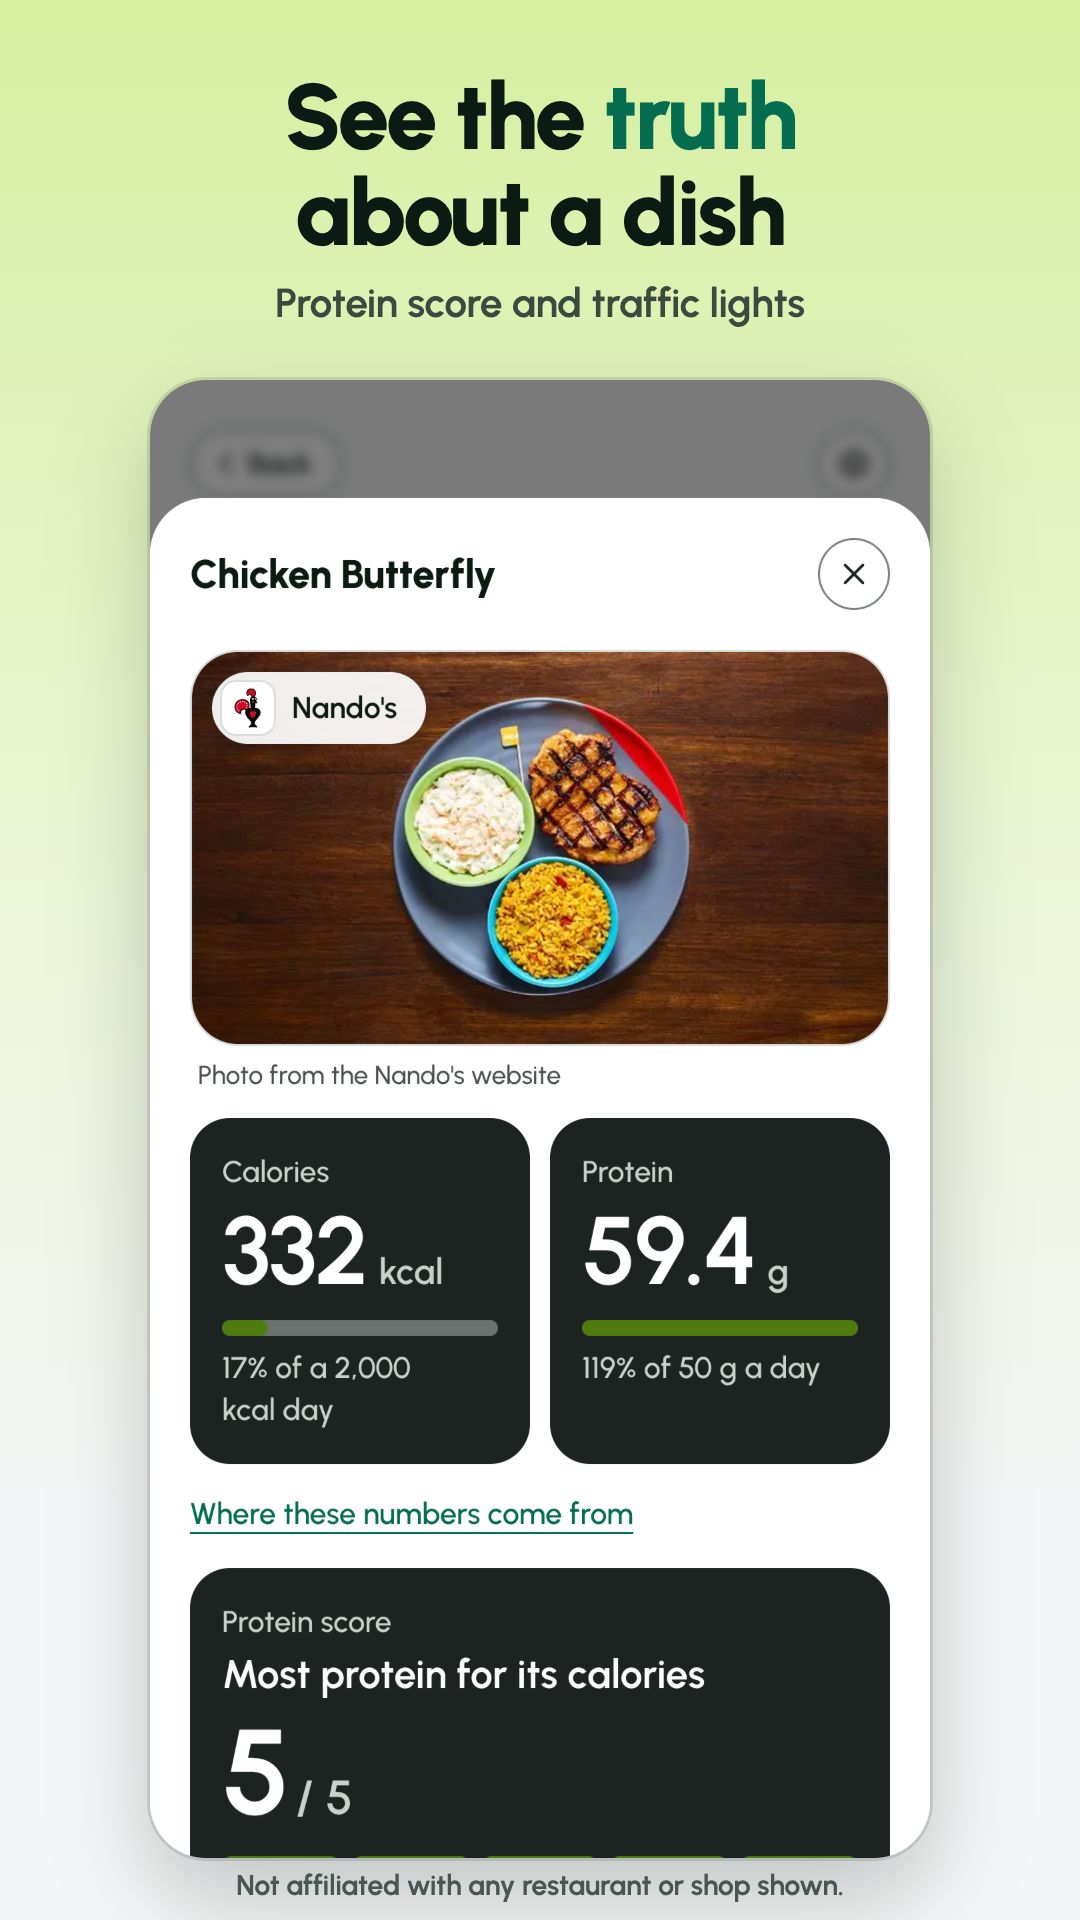 See the truth
about a dish
Protein score and traffic lights
Back
Chicken Butterfly
Nando's
Photo from the Nando's website
Calories
332 kcal
17% of a 2,000
kcal day
Protein
59.4 g
119% of 50 g a day
Where these numbers come from
Protein score
Most protein for its calories
5 / 5
Not affiliated with any restaurant or shop shown.